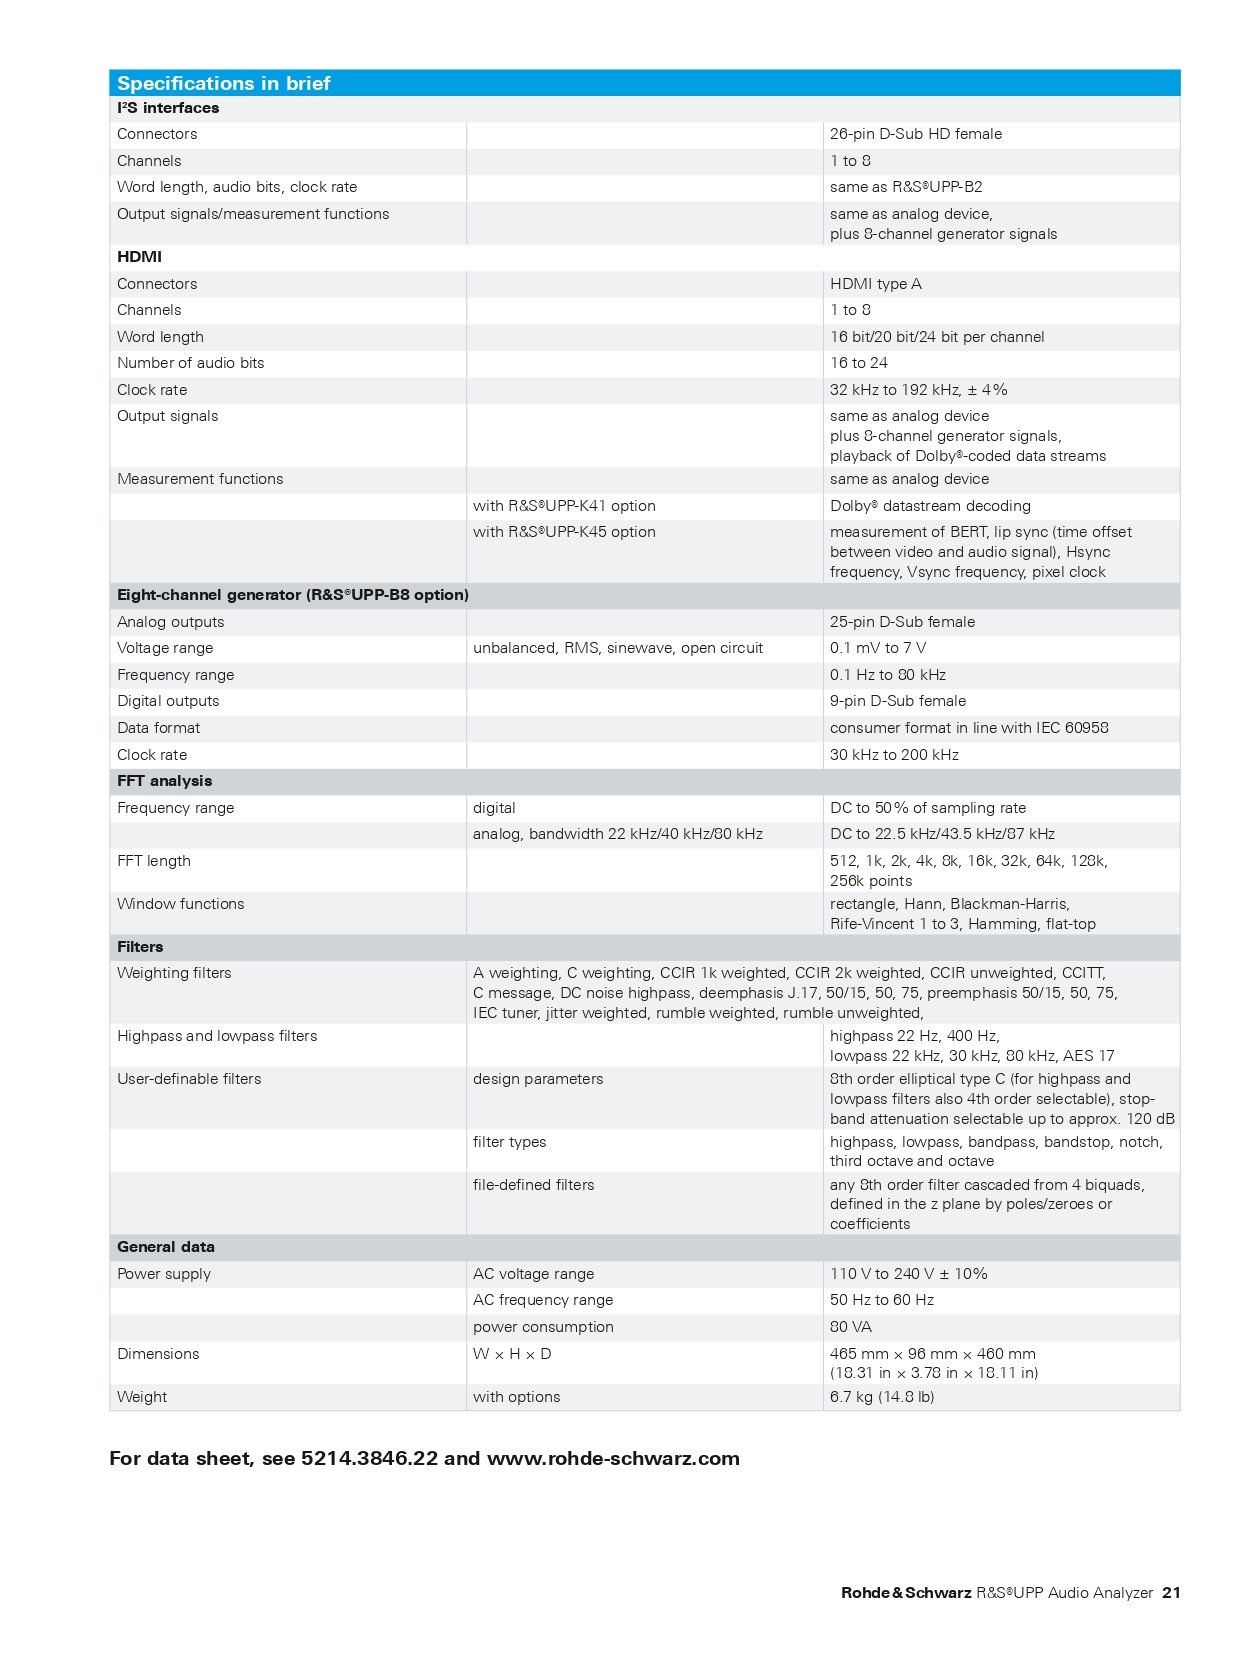 Specifications in brief
I²S interfaces
Connectors 26-pin D-Sub HD female
Channels 1 to 8
Word length, audio bits, clock rate same as R&S®UPP-B2
Output signals/measurement functions same as analog device,
plus 8-channel generator signals
HDMI
Connectors HDMI type A
Channels 1 to 8
Word length 16 bit/20 bit/24 bit per channel
Number of audio bits 16 to 24
Clock rate 32 kHz to 192 kHz, ± 4%
Output signals same as analog device
plus 8-channel generator signals,
playback of Dolby®-coded data streams
Measurement functions same as analog device
with R&S®UPP-K41 option Dolby® datastream decoding
with R&S®UPP-K45 option measurement of BERT, lip sync (time offset
between video and audio signal), Hsync
frequency, Vsync frequency, pixel clock
Eight-channel generator (R&S®UPP-B8 option)
Analog outputs 25-pin D-Sub female
Voltage range unbalanced, RMS, sinewave, open circuit 0.1 mV to 7 V
Frequency range 0.1 Hz to 80 kHz
Digital outputs 9-pin D-Sub female
Data format consumer format in line with IEC 60958
Clock rate 30 kHz to 200 kHz
FFT analysis
Frequency range digital DC to 50% of sampling rate
analog, bandwidth 22 kHz/40 kHz/80 kHz DC to 22.5 kHz/43.5 kHz/87 kHz
FFT length 512, 1k, 2k, 4k, 8k, 16k, 32k, 64k, 128k,
256k points
Window functions rectangle, Hann, Blackman-Harris,
Rife-Vincent 1 to 3, Hamming, flat-top
Filters
Weighting filters A weighting, C weighting, CCIR 1k weighted, CCIR 2k weighted, CCIR unweighted, CCITT,
C message, DC noise highpass, deemphasis J.17, 50/15, 50, 75, preemphasis 50/15, 50, 75,
IEC tuner, jitter weighted, rumble weighted, rumble unweighted,
Highpass and lowpass filters highpass 22 Hz, 400 Hz,
lowpass 22 kHz, 30 kHz, 80 kHz, AES 17
User-definable filters design parameters 8th order elliptical type C (for highpass and
lowpass filters also 4th order selectable), stop-
band attenuation selectable up to approx. 120 dB
filter types highpass, lowpass, bandpass, bandstop, notch,
third octave and octave
file-defined filters any 8th order filter cascaded from 4 biquads,
defined in the z plane by poles/zeroes or
coefficients
General data
Power supply AC voltage range 110 V to 240 V ± 10%
AC frequency range 50 Hz to 60 Hz
power consumption 80 VA
Dimensions W × H × D 465 mm × 96 mm × 460 mm
(18.31 in × 3.78 in × 18.11 in)
Weight with options 6.7 kg (14.8 lb)
For data sheet, see 5214.3846.22 and www.rohde-schwarz.com
Rohde & Schwarz R&S®UPP Audio Analyzer 21